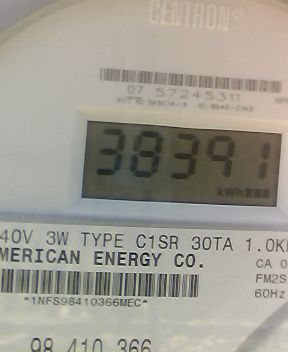 CENTRON
07 57245311
38391
kWh
40V 3W TYPE C1SR 30TA 1.0K
MERICAN ENERGY CO.
CA 0
FM2S
*1NFS98410366MEC*
60Hz
98 410 366